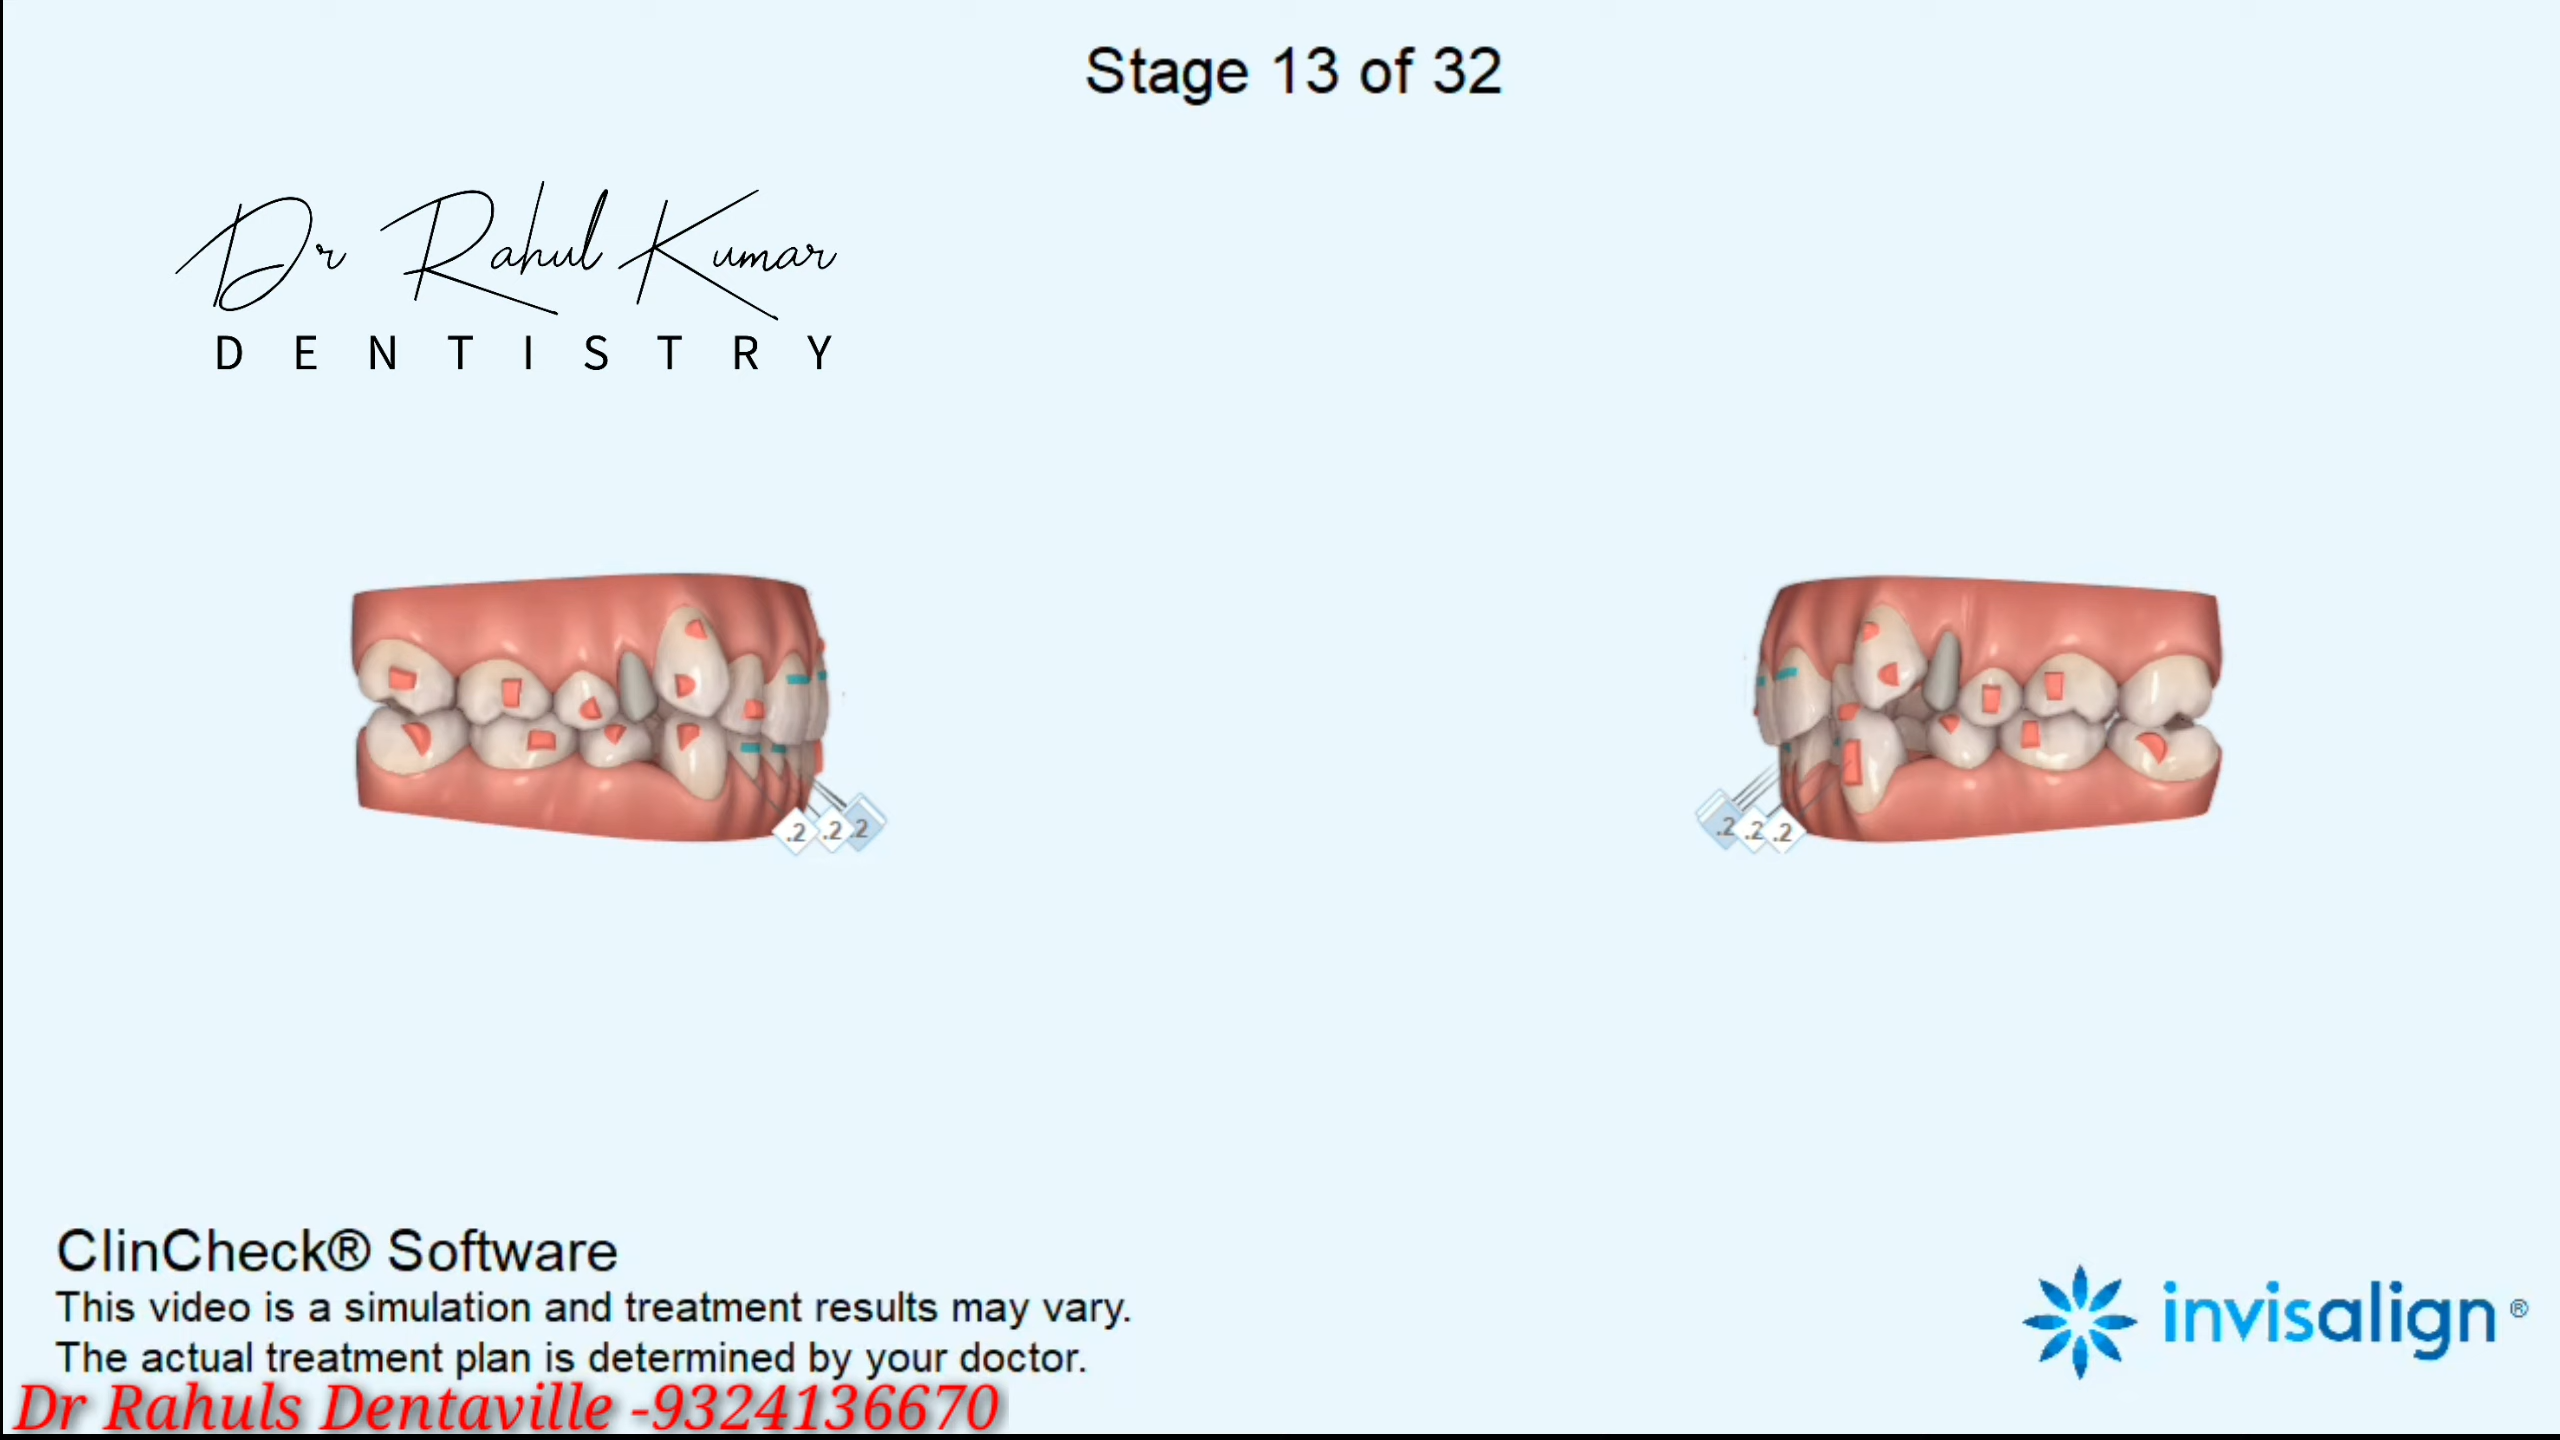 Stage 13 of 32
Dr Rahul Kumar
DENTISTRY
.2 .2 .2
.2 .2 .2
ClinCheck® Software
This video is a simulation and treatment results may vary.
The actual treatment plan is determined by your doctor.
invisalign®
Dr Rahuls Dentaville -9324136670